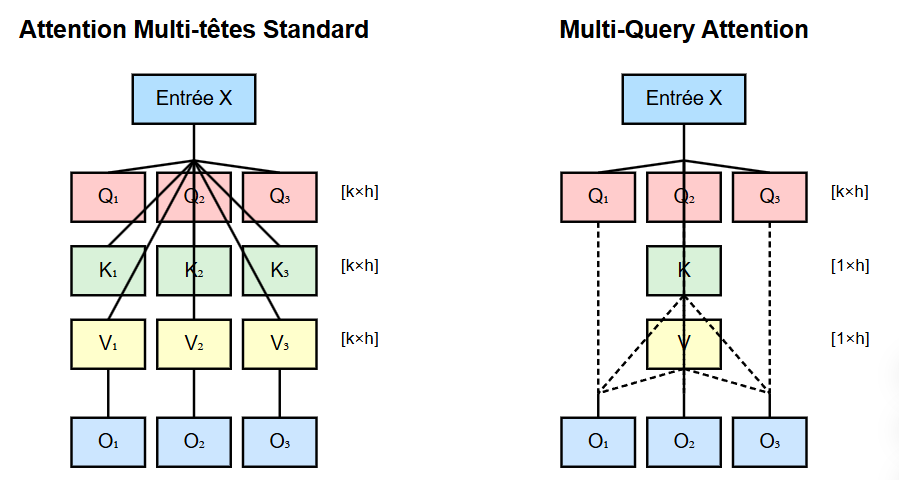 Attention Multi-têtes Standard
Entrée X
Q₁ Q₂ Q₃ [k×h]
K₁ K₂ K₃ [k×h]
V₁ V₂ V₃ [k×h]
O₁ O₂ O₃
Multi-Query Attention
Entrée X
Q₁ Q₂ Q₃ [k×h]
K [1×h]
V [1×h]
O₁ O₂ O₃